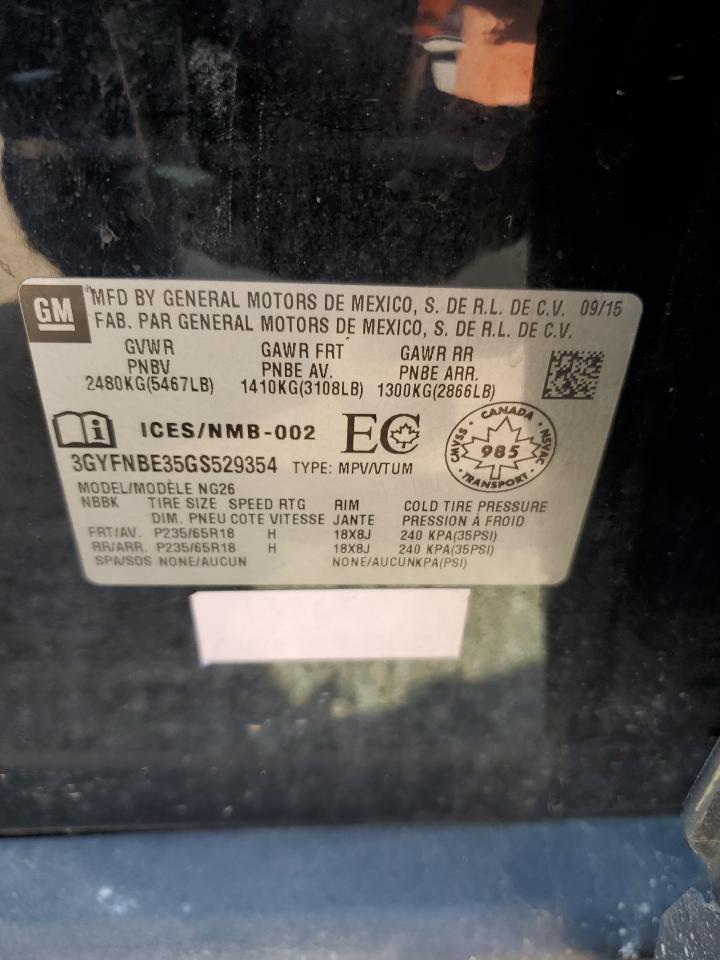 GM
MFD BY GENERAL MOTORS DE MEXICO, S. DE R.L. DE C.V. 09/15
FAB. PAR GENERAL MOTORS DE MEXICO, S. DE R.L. DE C.V.
GVWR GAWR FRT GAWR RR
PNBV PNBE AV. PNBE ARR.
2480KG(5467LB) 1410KG(3108LB) 1300KG(2866LB)
ICES/NMB-002 EC
CANADA
CMVSS 985 NSVAC
TRANSPORT
3GYFNBE35GS529354 TYPE: MPV/VTUM
MODEL/MODÈLE NG26
NBBK TIRE SIZE SPEED RTG RIM COLD TIRE PRESSURE
DIM. PNEU COTE VITESSE JANTE PRESSION À FROID
FRT/AV. P235/65R18 H 18X8J 240 KPA(35PSI)
RR/ARR. P235/65R18 H 18X8J 240 KPA(35PSI)
SPA/SOS NONE/AUCUN NONE/AUCUN KPA(PSI)